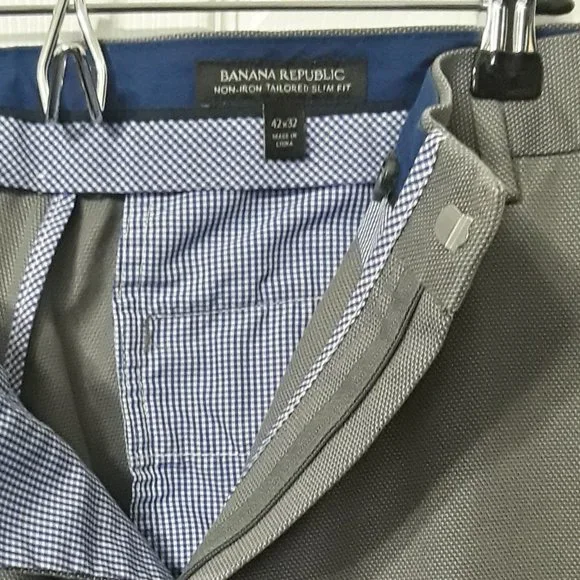 BANANA REPUBLIC
NON-IRON TAILORED SLIM FIT
42x32
MADE IN
CHINA